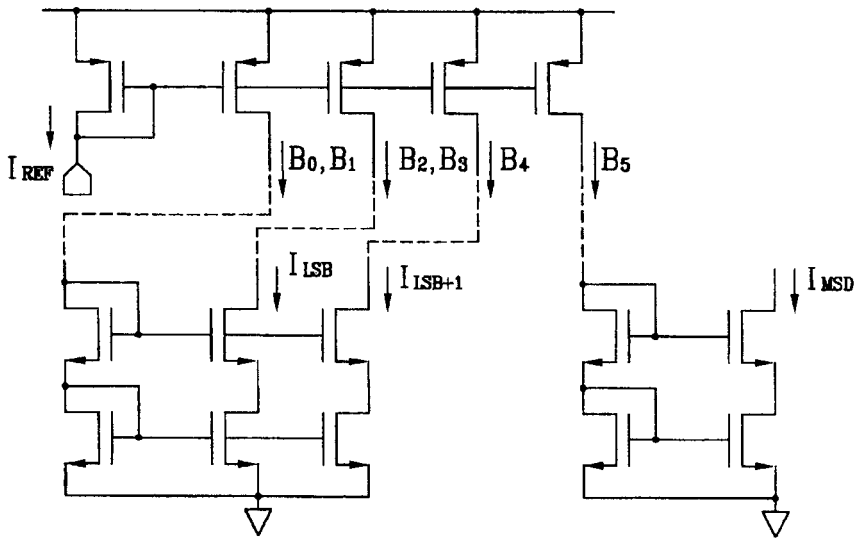 I_REF
B₀, B₁
B₂, B₃
B₄
B₅
I_LSB
I_LSB+1
I_MSD